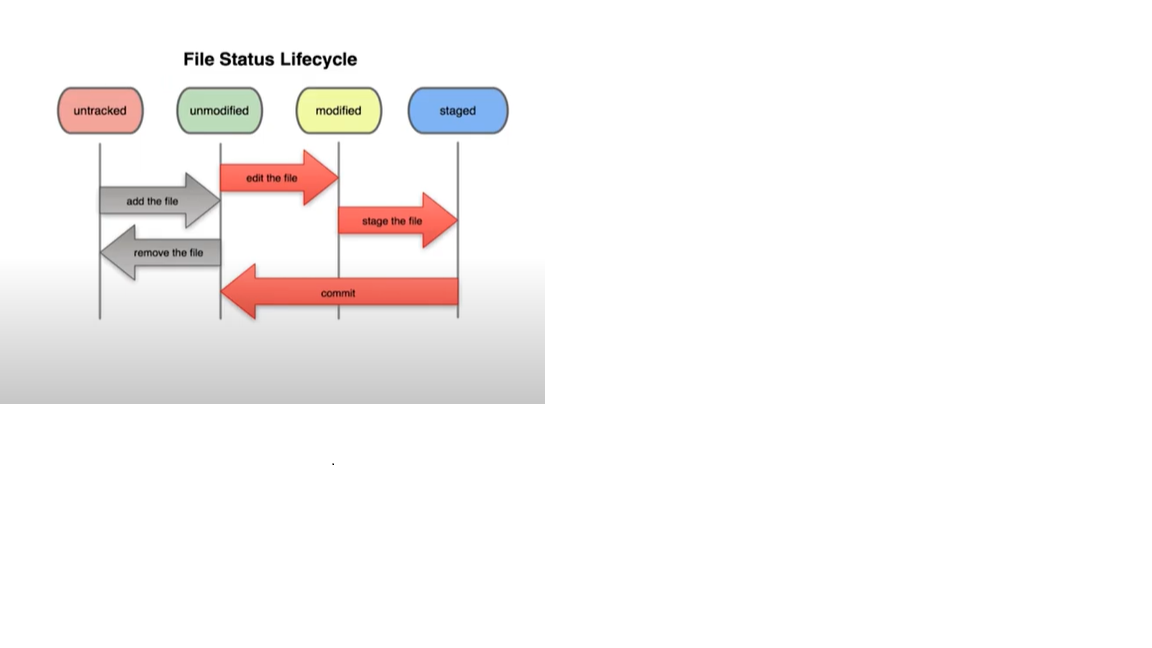 File Status Lifecycle
untracked
unmodified
modified
staged
edit the file
add the file
stage the file
remove the file
commit